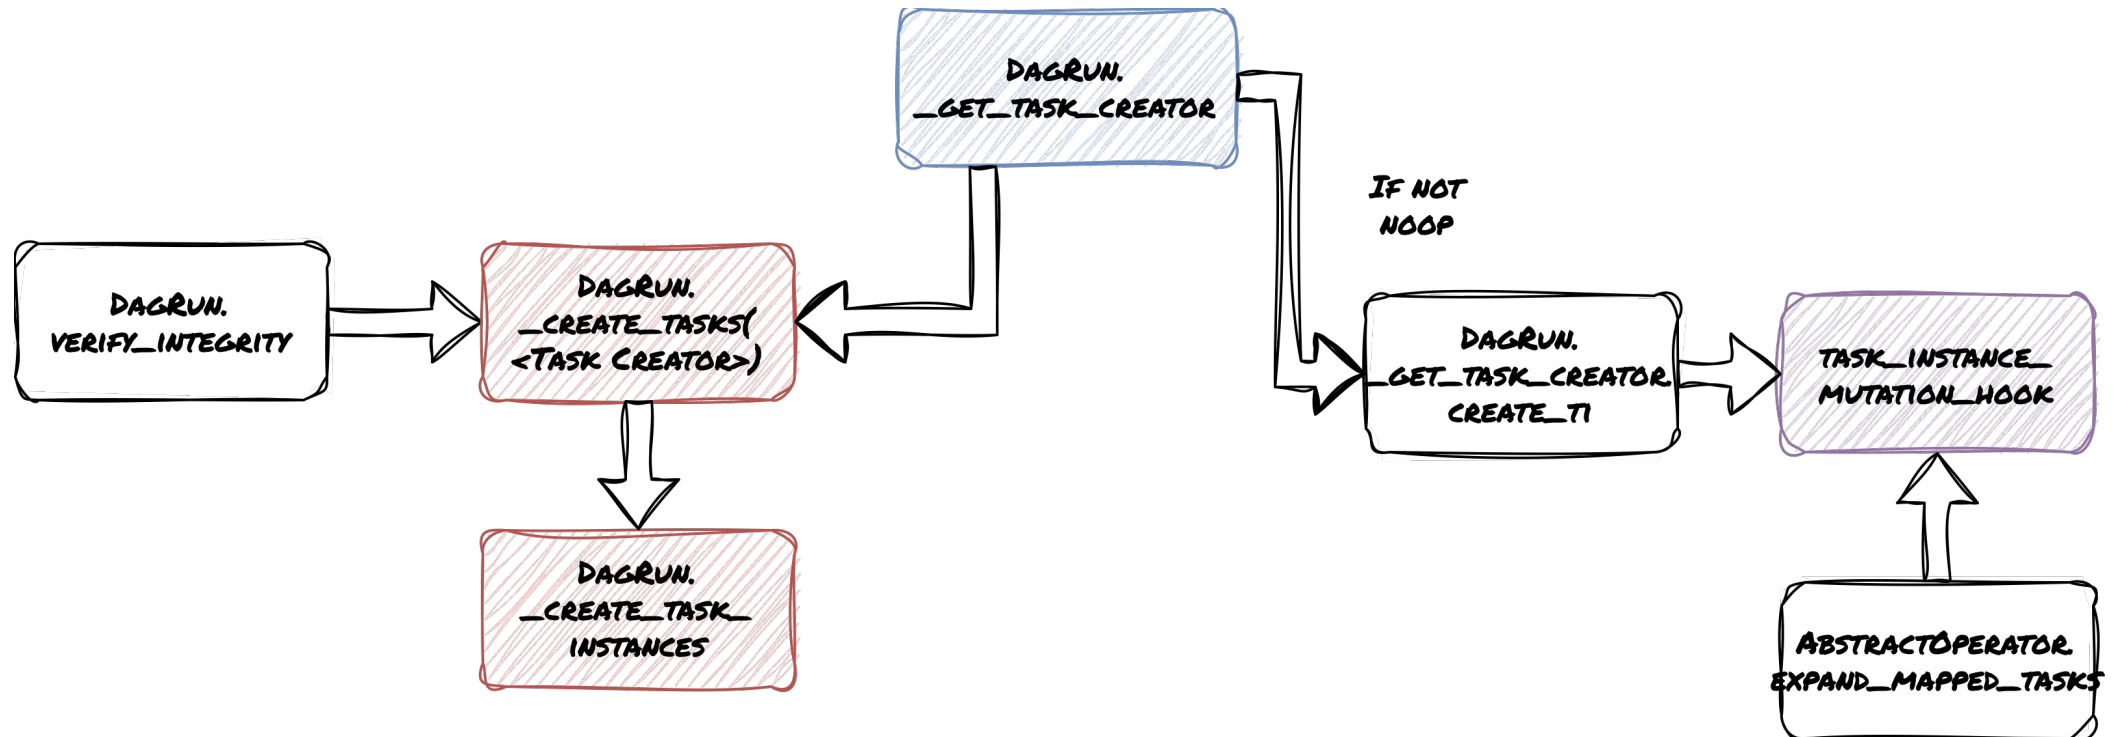 DagRun.
_get_task_creator
If not
noop
DagRun.
verify_integrity
DagRun.
_create_tasks(
<Task Creator>)
DagRun.
_get_task_creator.
create_ti
task_instance_
mutation_hook
DagRun.
_create_task_
instances
AbstractOperator.
expand_mapped_tasks